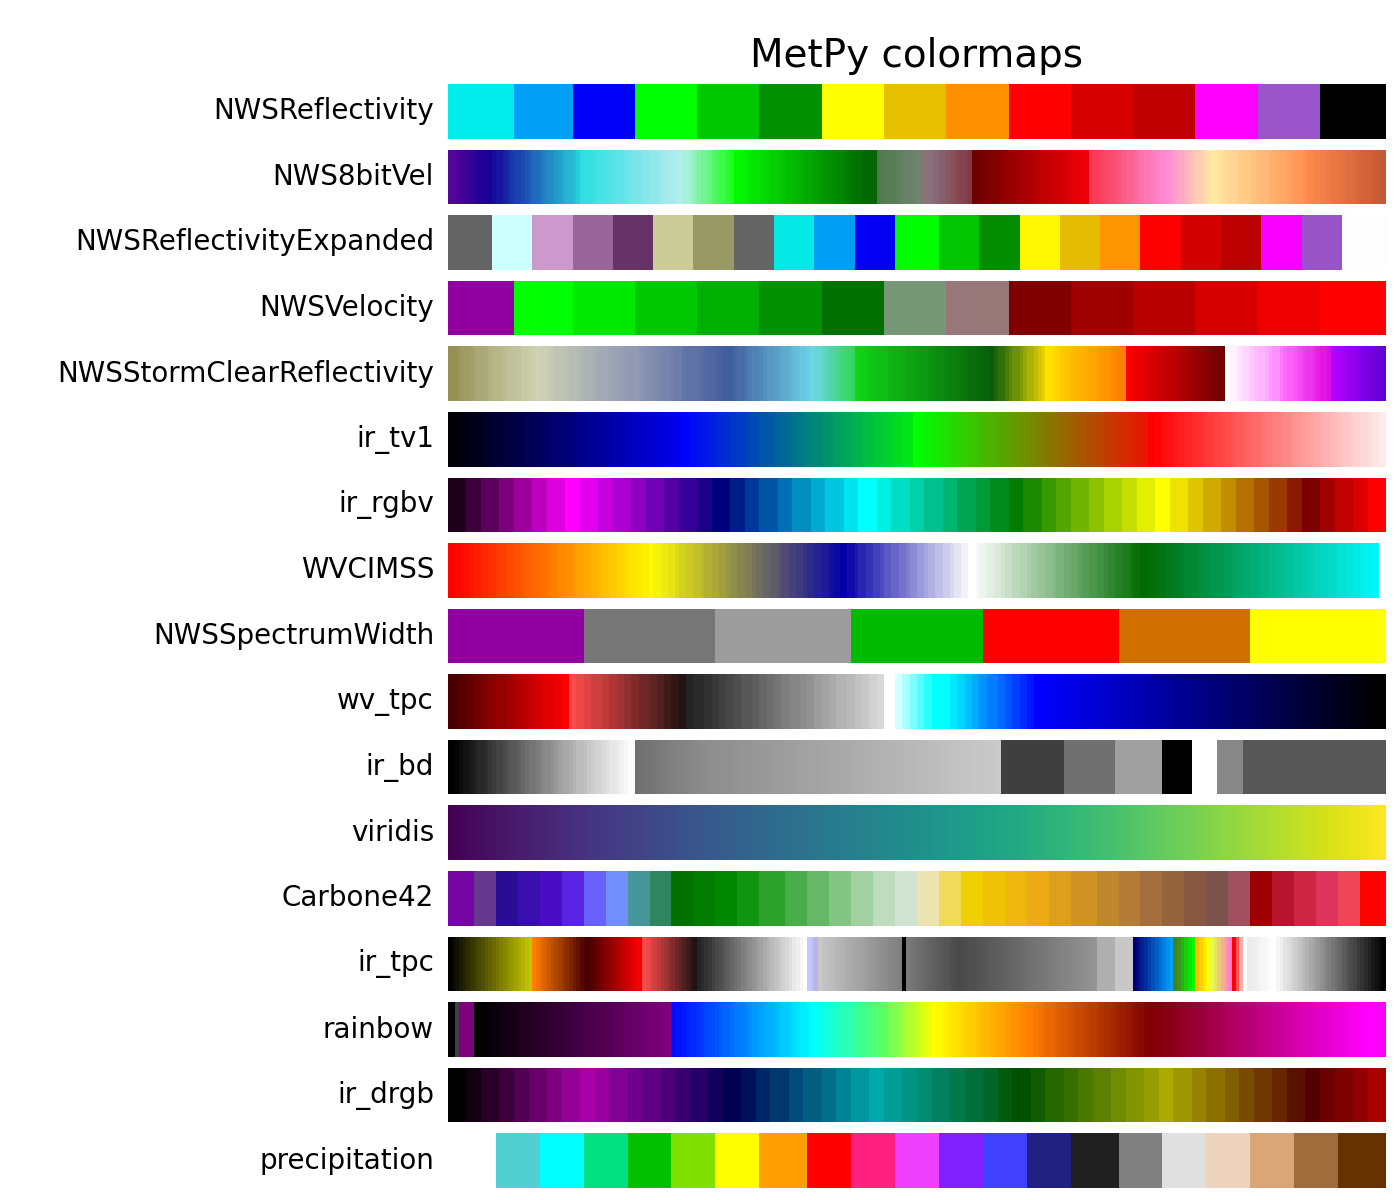 MetPy colormaps
NWSReflectivity
NWS8bitVel
NWSReflectivityExpanded
NWSVelocity
NWSStormClearReflectivity
ir_tv1
ir_rgbv
WVCIMSS
NWSSpectrumWidth
wv_tpc
ir_bd
viridis
Carbone42
ir_tpc
rainbow
ir_drgb
precipitation